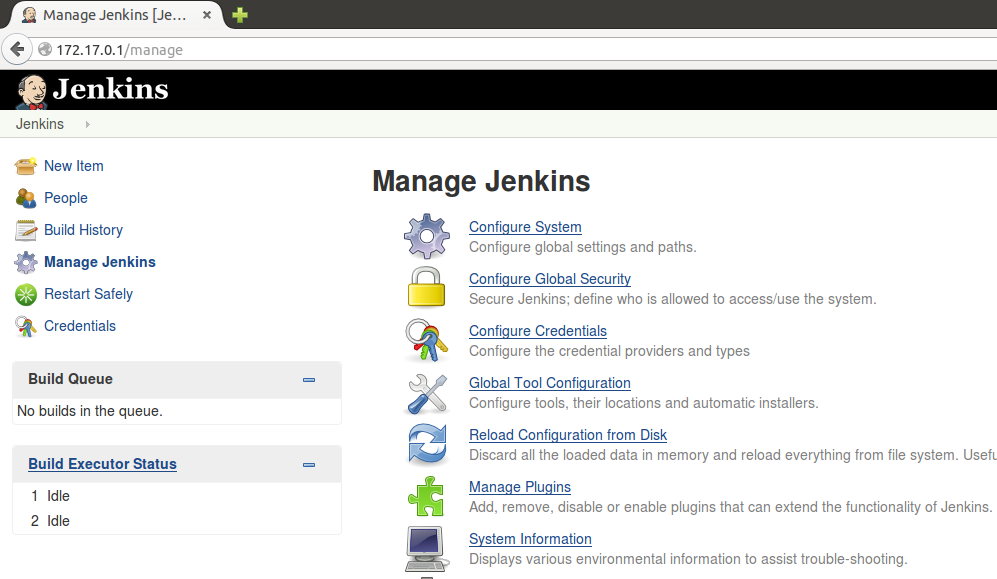 Manage Jenkins [Je...
172.17.0.1/manage
Jenkins
Jenkins
New Item
People
Build History
Manage Jenkins
Restart Safely
Credentials
Build Queue
No builds in the queue.
Build Executor Status
1 Idle
2 Idle
Manage Jenkins
Configure System
Configure global settings and paths.
Configure Global Security
Secure Jenkins; define who is allowed to access/use the system.
Configure Credentials
Configure the credential providers and types
Global Tool Configuration
Configure tools, their locations and automatic installers.
Reload Configuration from Disk
Discard all the loaded data in memory and reload everything from file system. Usefu
Manage Plugins
Add, remove, disable or enable plugins that can extend the functionality of Jenkins.
System Information
Displays various environmental information to assist trouble-shooting.